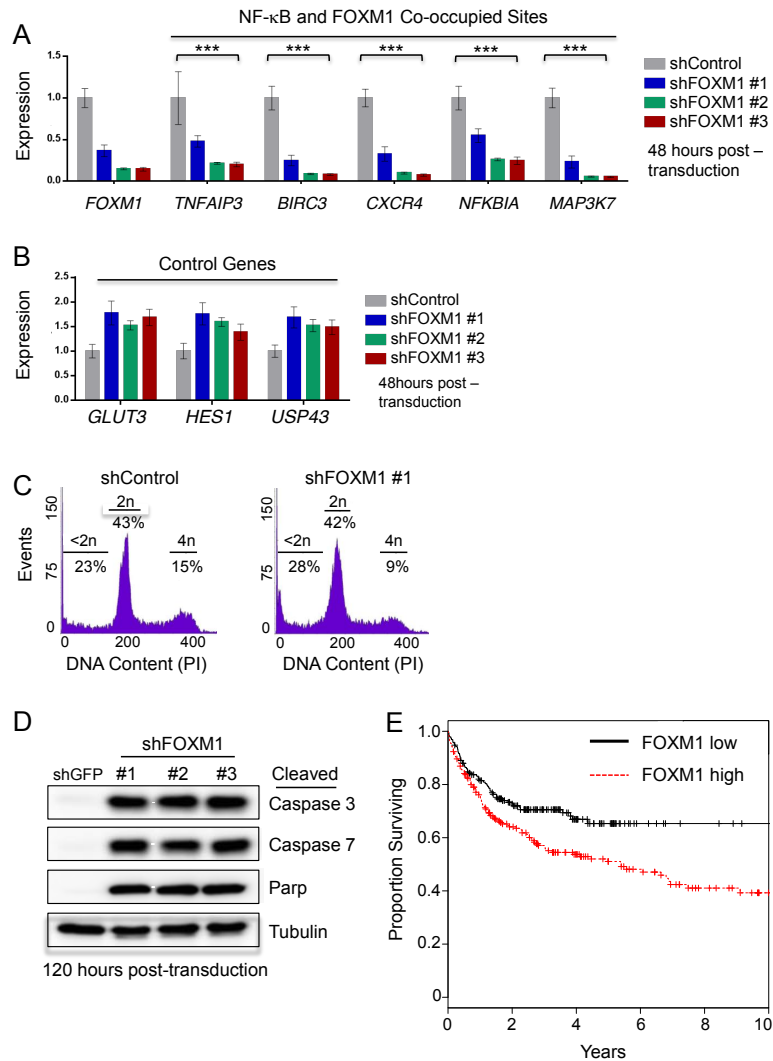 A
NF-κB and FOXM1 Co-occupied Sites
*** *** *** *** ***
Expression
1.0
0.5
0.0
FOXM1 TNFAIP3 BIRC3 CXCR4 NFKBIA MAP3K7
shControl
shFOXM1 #1
shFOXM1 #2
shFOXM1 #3
48 hours post –
transduction
B
Control Genes
Expression
2.5
2.0
1.5
1.0
0.5
0.0
GLUT3 HES1 USP43
shControl
shFOXM1 #1
shFOXM1 #2
shFOXM1 #3
48hours post –
transduction
C
shControl
Events
150
75
0
<2n
23%
2n
43%
4n
15%
0 200 400
DNA Content (PI)
shFOXM1 #1
150
75
0
<2n
28%
2n
42%
4n
9%
0 200 400
DNA Content (PI)
D
shFOXM1
shGFP #1 #2 #3 Cleaved
Caspase 3
Caspase 7
Parp
Tubulin
120 hours post-transduction
E
FOXM1 low
FOXM1 high
Proportion Surviving
1.0
0.8
0.6
0.4
0.4
0.0
0 2 4 6 8 10
Years